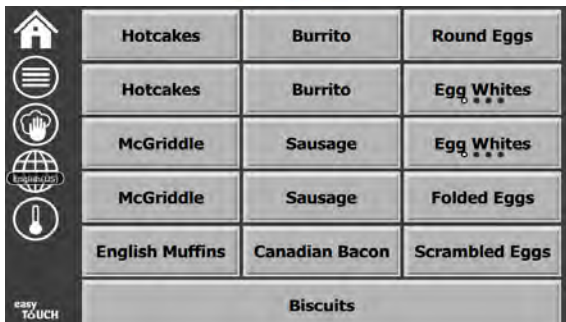 Hotcakes Burrito Round Eggs
Hotcakes Burrito Egg Whites
McGriddle Sausage Egg Whites
English(US)
McGriddle Sausage Folded Eggs
English Muffins Canadian Bacon Scrambled Eggs
Biscuits
easy
TōUCH